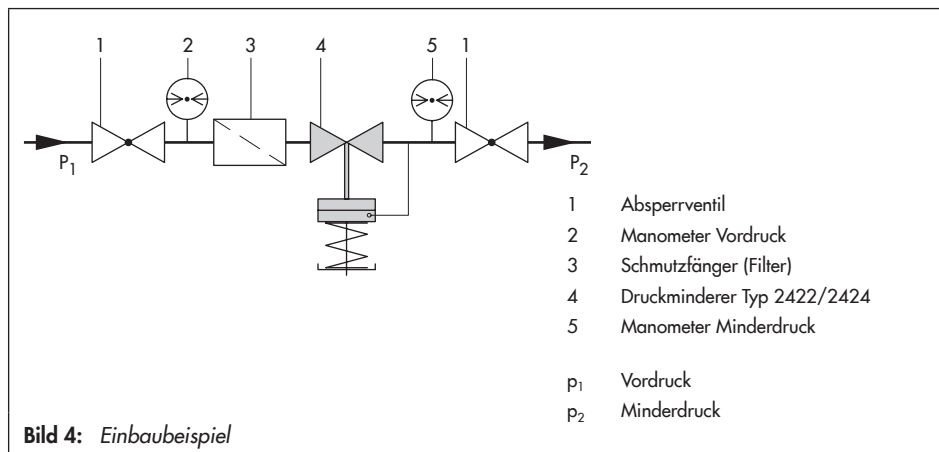 1 2 3 4 5 1
P₁ P₂
1 Absperrventil
2 Manometer Vordruck
3 Schmutzfänger (Filter)
4 Druckminderer Typ 2422/2424
5 Manometer Minderdruck
p₁ Vordruck
p₂ Minderdruck
Bild 4: Einbaubeispiel